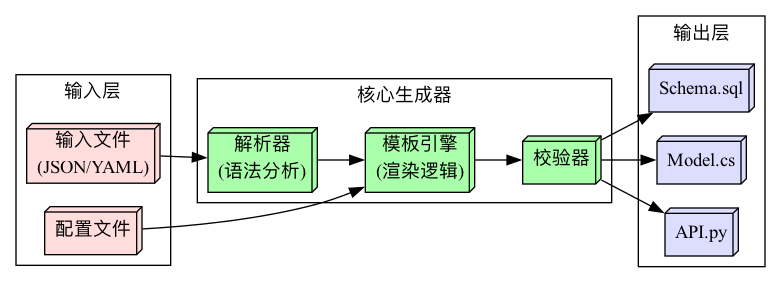 输入层
输入文件
(JSON/YAML)
配置文件
核心生成器
解析器
(语法分析)
模板引擎
(渲染逻辑)
校验器
输出层
Schema.sql
Model.cs
API.py